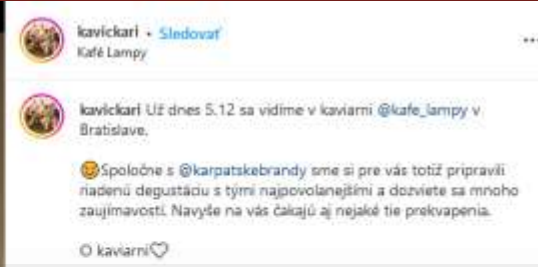 kavickari • Sledovať
Kafé Lampy
kavickari Už dnes 5.12 sa vidíme v kaviarni @kafe_lampy v
Bratislave.
😊Spoločne s @karpatskebrandy sme si pre vás totiž pripravili
riadenú degustáciu s tými najpovolanejšími a dozviete sa mnoho
zaujímavostí. Navyše na vás čakajú aj nejaké tie prekvapenia.
O kaviarni🤍